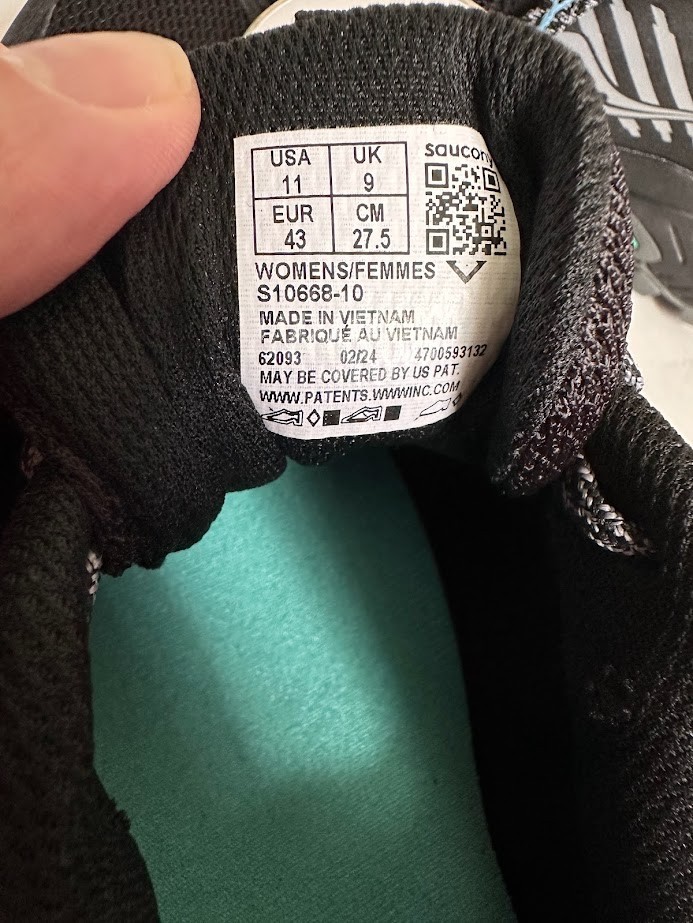 USA UK saucony
11 9
EUR CM
43 27.5
WOMENS/FEMMES
S10668-10
MADE IN VIETNAM
FABRIQUÉ AU VIETNAM
62093 02/24 4700593132
MAY BE COVERED BY US PAT.
WWW.PATENTS.WWWINC.COM